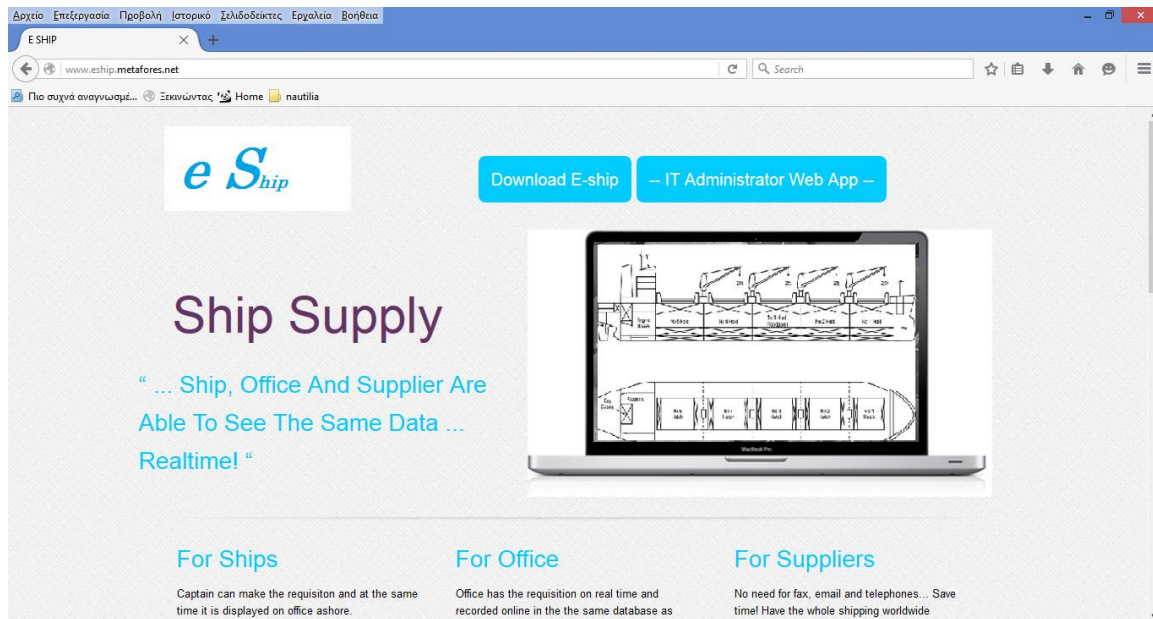 Αρχείο Επεξεργασία Προβολή Ιστορικό Σελιδοδείκτες Εργαλεία Βοήθεια
E SHIP
www.eship.metafores.net
Search
Πιο συχνά αναγνωσμέ... Ξεκινώντας Home nautilia
e Ship
Download E-ship
-- IT Administrator Web App --
Ship Supply
“ ... Ship, Office And Supplier Are
Able To See The Same Data ...
Realtime! “
MacBook Pro
For Ships
Captain can make the requisiton and at the same
time it is displayed on office ashore.
For Office
Office has the requisition on real time and
recorded online in the the same database as
For Suppliers
No need for fax, email and telephones... Save
time! Have the whole shipping worldwide